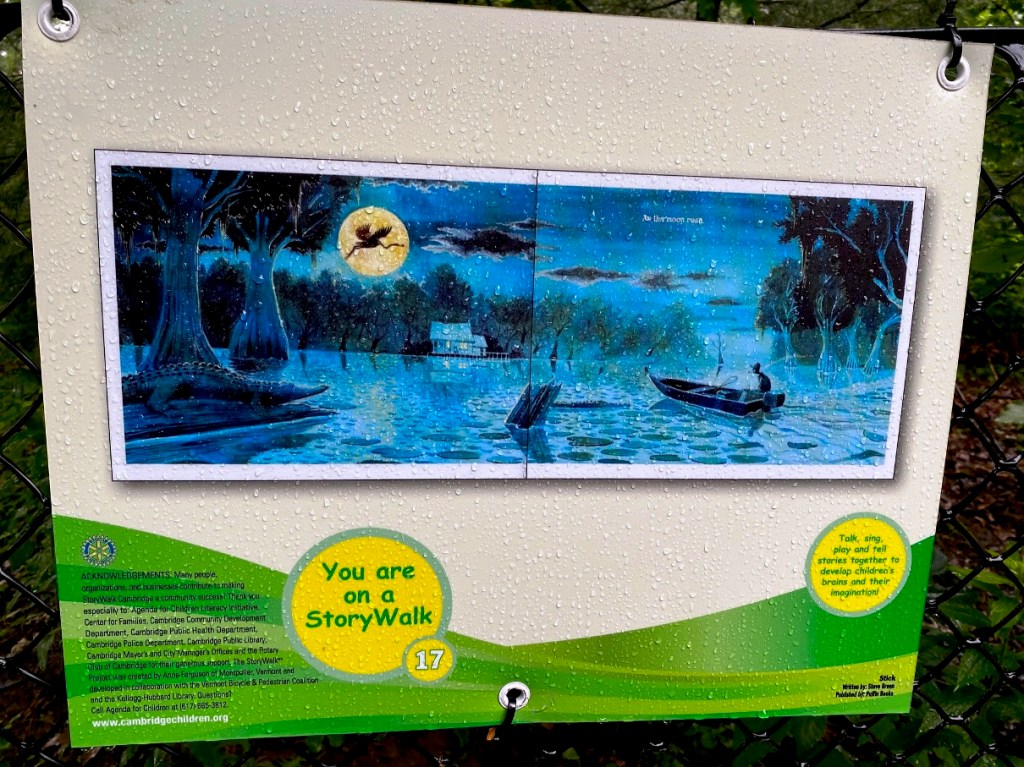 As the moon rose.
You are
on a
StoryWalk
17
Talk, sing,
play and tell
stories together to
develop children's
brains and their
imagination!
ACKNOWLEDGEMENTS: Many people,
organizations, and businesses contribute to making
StoryWalk Cambridge a community success! Thank you
especially to: Agenda for Children Literacy Initiative,
Center for Families, Cambridge Community Development
Department, Cambridge Public Health Department,
Cambridge Police Department, Cambridge Public Library,
Cambridge Mayor's and City Manager's Offices and the Rotary
Club of Cambridge for their generous support. The StoryWalk™
Project was created by Anne Ferguson of Montpelier, Vermont and
developed in collaboration with the Vermont Bicycle & Pedestrian Coalition
and the Kellogg-Hubbard Library. Questions?
Call Agenda for Children at (617) 665-3812.
www.cambridgechildren.org
Stick
Written by: Steve Breen
Published by: Puffin Books